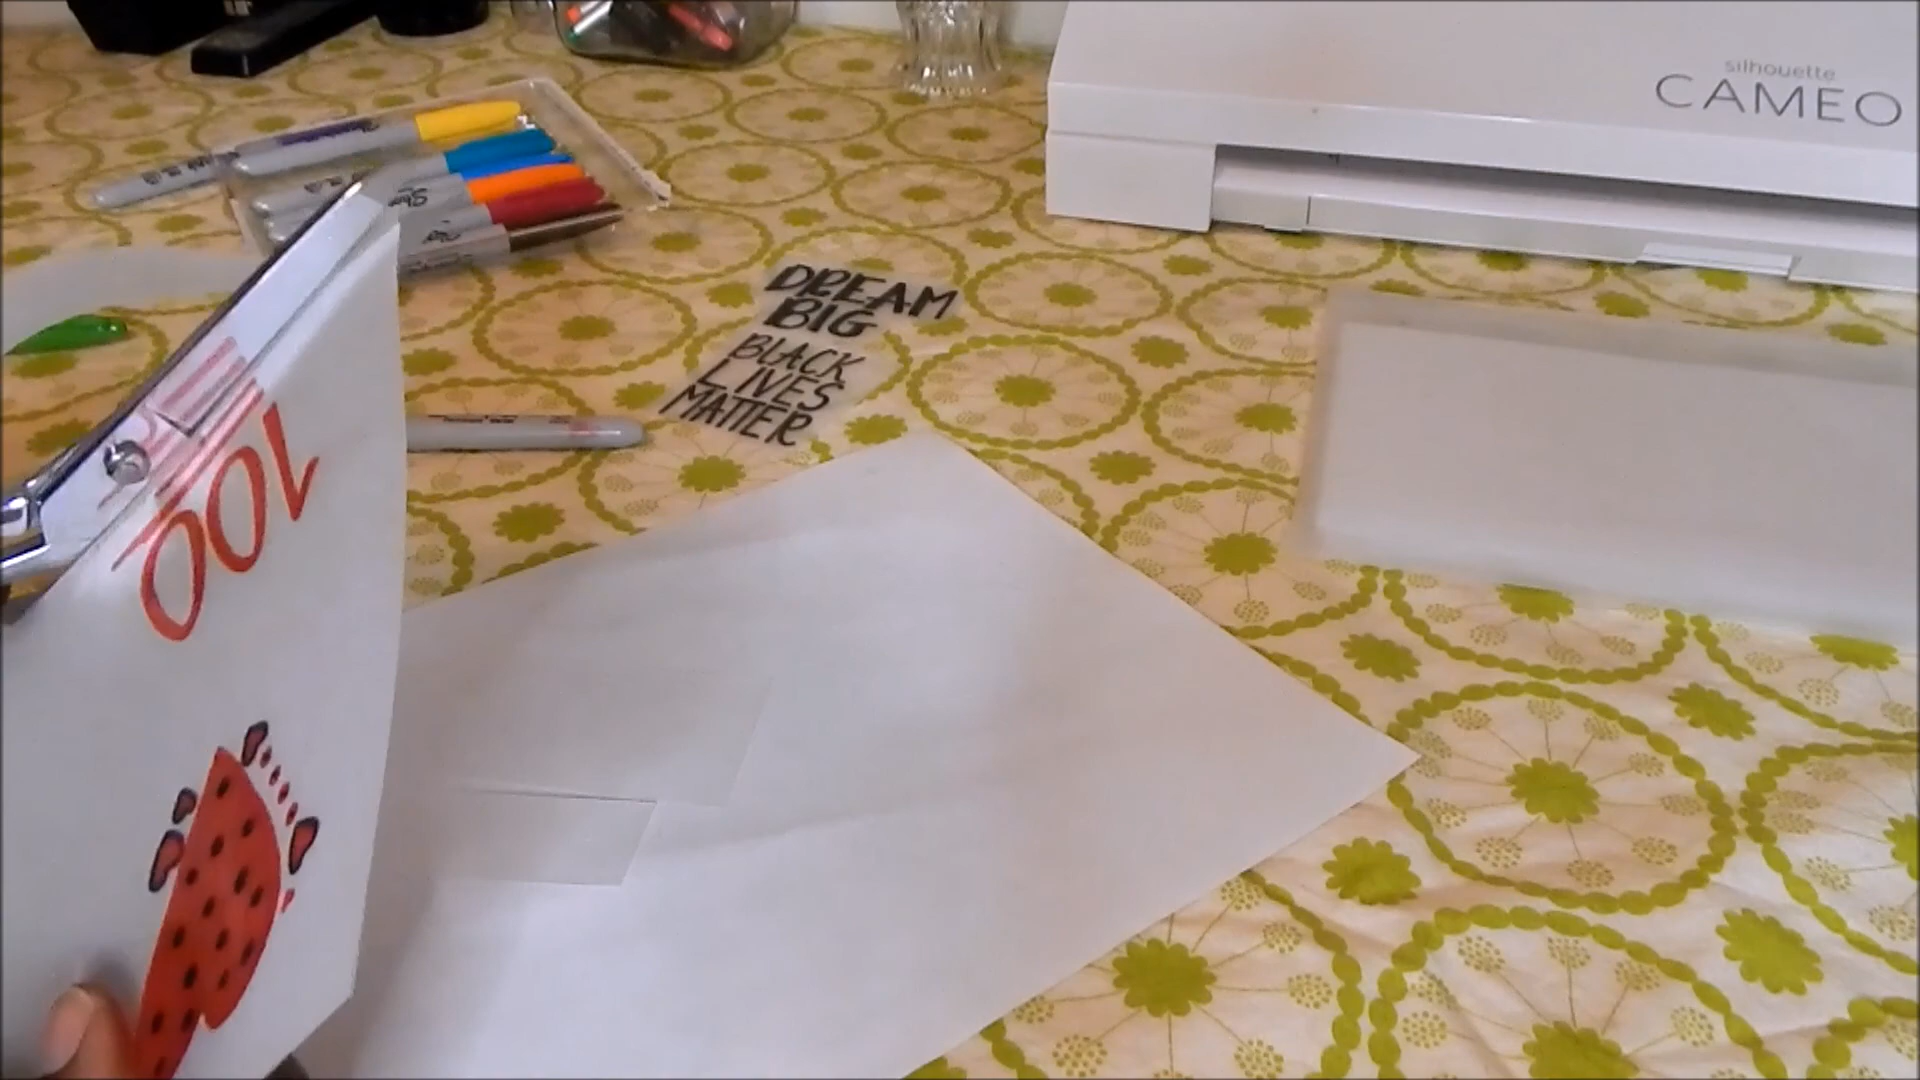 silhouette
CAMEO
DREAM
BIG
BLACK
LIVES
MATTER
100